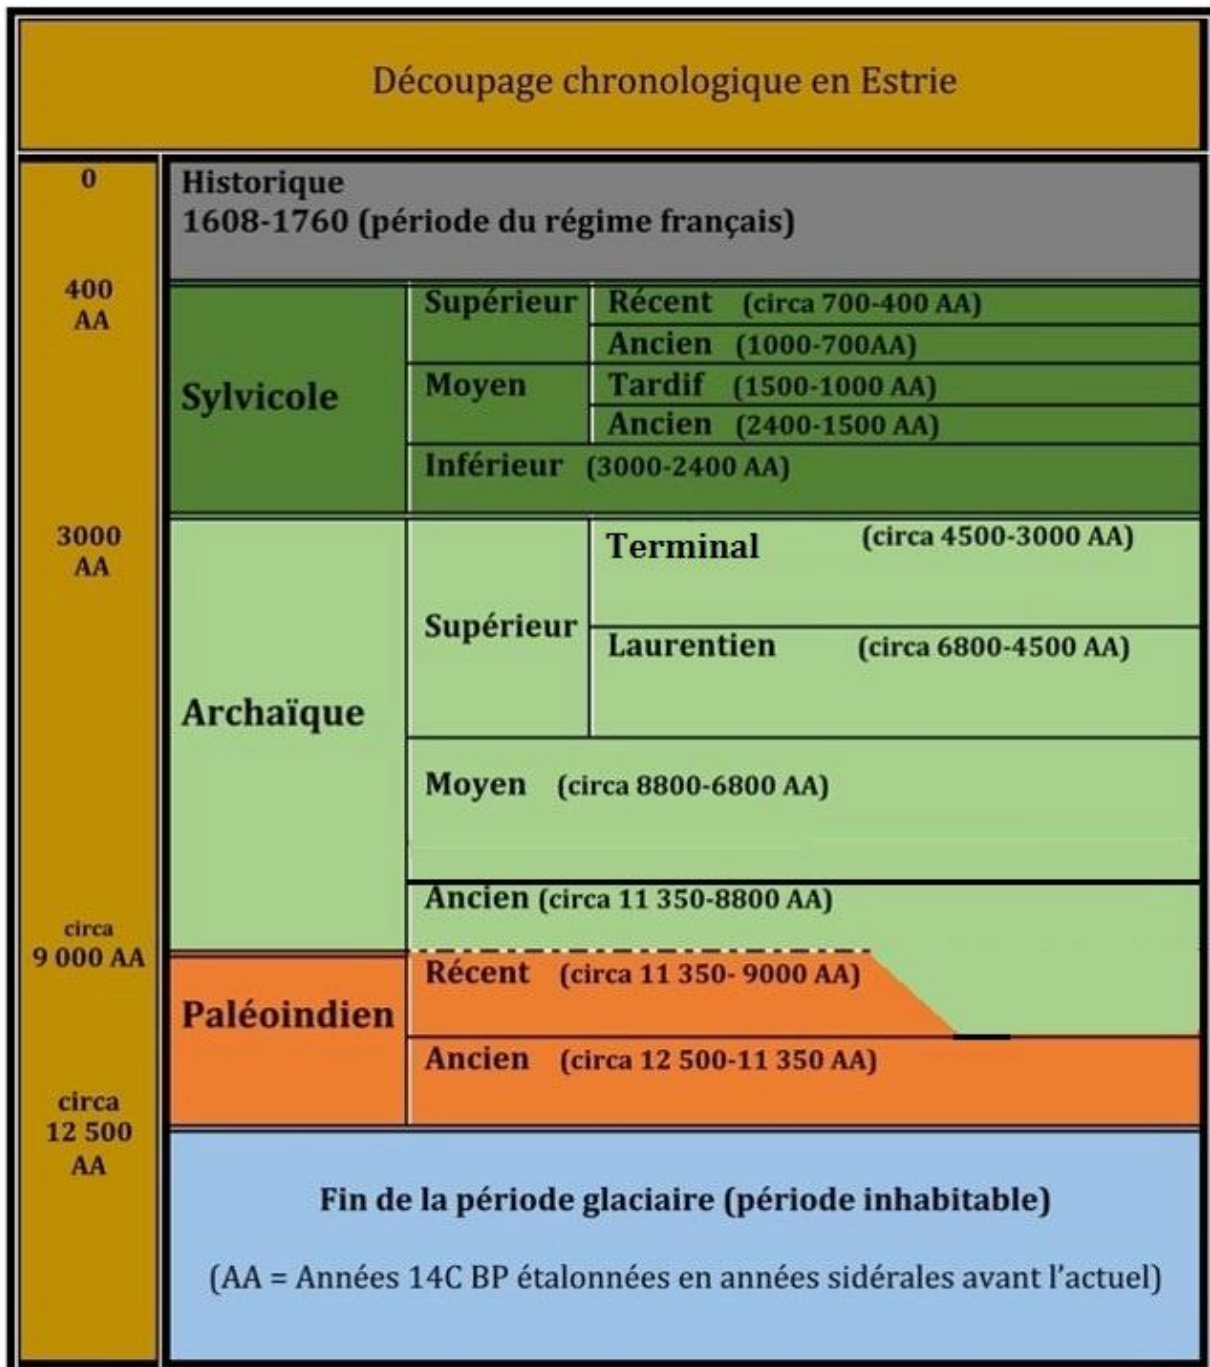 Découpage chronologique en Estrie
0
Historique
1608-1760 (période du régime français)
400
AA
Sylvicole
Supérieur
Récent (circa 700-400 AA)
Ancien (1000-700AA)
Moyen
Tardif (1500-1000 AA)
Ancien (2400-1500 AA)
Inférieur (3000-2400 AA)
3000
AA
Archaïque
Supérieur
Terminal (circa 4500-3000 AA)
Laurentien (circa 6800-4500 AA)
Moyen (circa 8800-6800 AA)
Ancien (circa 11 350-8800 AA)
circa
9 000 AA
Paléoindien
Récent (circa 11 350- 9000 AA)
Ancien (circa 12 500-11 350 AA)
circa
12 500
AA
Fin de la période glaciaire (période inhabitable)
(AA = Années 14C BP étalonnées en années sidérales avant l'actuel)